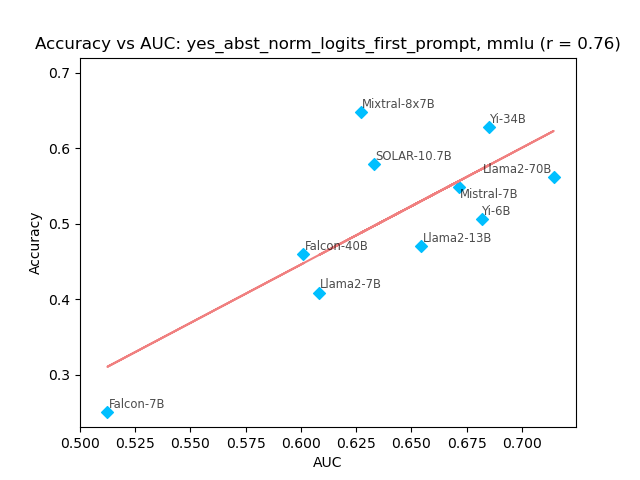 Accuracy vs AUC: yes_abst_norm_logits_first_prompt, mmlu (r = 0.76)
0.7
Mixtral-8x7B
Yi-34B
0.6
SOLAR-10.7B
Llama2-70B
Mistral-7B
Yi-6B
0.5
Llama2-13B
Falcon-40B
Accuracy
0.4
Llama2-7B
0.3
Falcon-7B
0.500 0.525 0.550 0.575 0.600 0.625 0.650 0.675 0.700
AUC